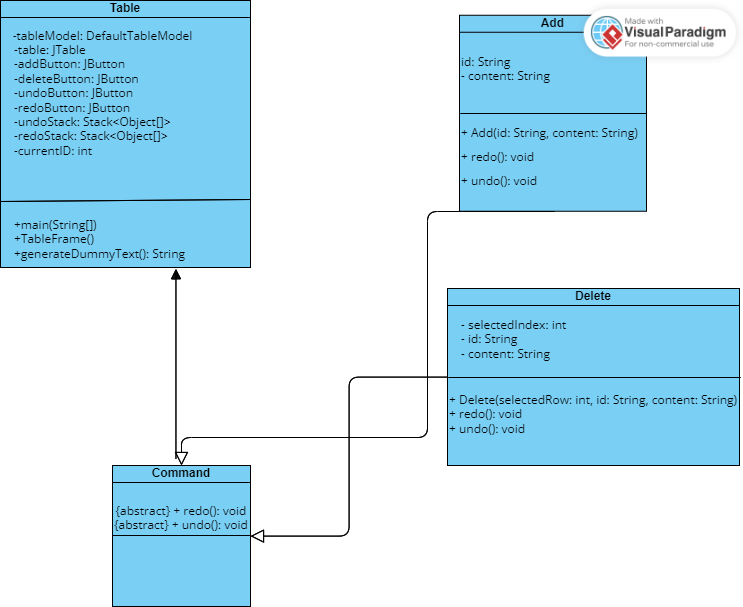 Table
-tableModel: DefaultTableModel
-table: JTable
-addButton: JButton
-deleteButton: JButton
-undoButton: JButton
-redoButton: JButton
-undoStack: Stack<Object[]>
-redoStack: Stack<Object[]>
-currentID: int
+main(String[])
+TableFrame()
+generateDummyText(): String
Add
id: String
- content: String
+ Add(id: String, content: String)
+ redo(): void
+ undo(): void
Made with
VisualParadigm
For non-commercial use
Delete
- selectedIndex: int
- id: String
- content: String
+ Delete(selectedRow: int, id: String, content: String)
+ redo(): void
+ undo(): void
Command
{abstract} + redo(): void
{abstract} + undo(): void